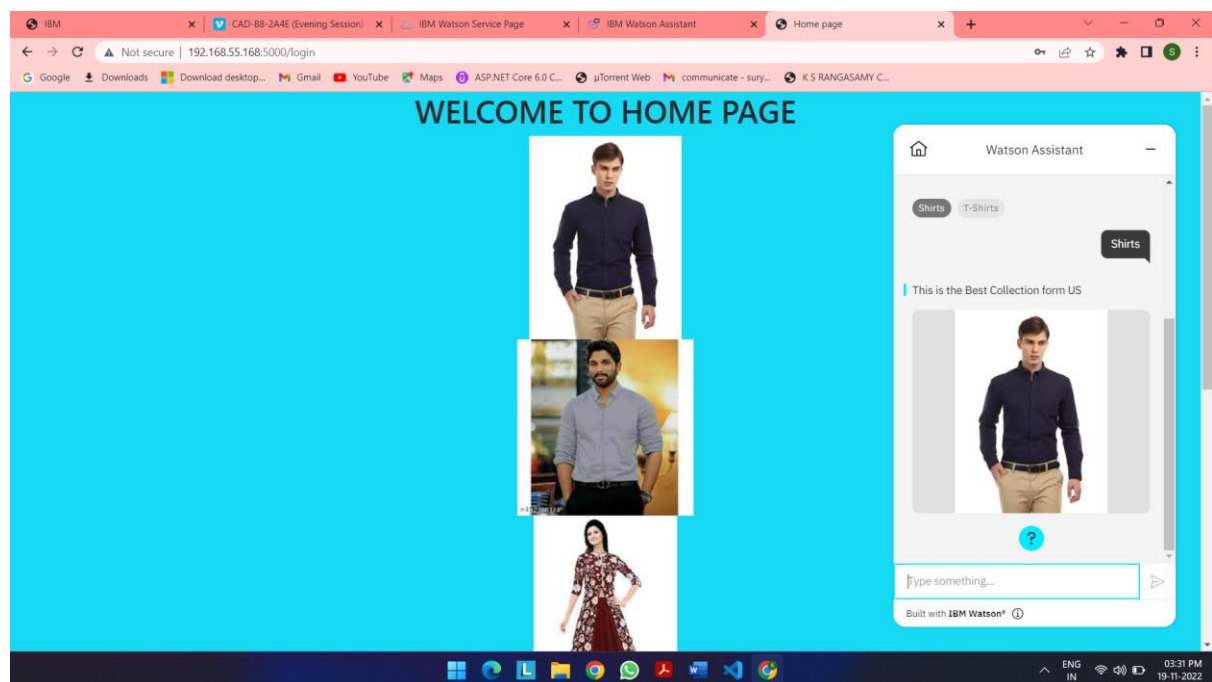 IBM
CAD-B8-2A4E (Evening Session)-
IBM Watson Service Page
IBM Watson Assistant
Home page
Not secure | 192.168.55.168:5000/login
S
Google
Downloads
Download desktop...
Gmail
YouTube
Maps
ASP.NET Core 6.0 C...
µTorrent Web
communicate - sury...
K S RANGASAMY C...
WELCOME TO HOME PAGE
Watson Assistant
Shirts
T-Shirts
Shirts
This is the Best Collection form US
?
Type something...
Built with IBM Watson®
ENG
IN
03:31 PM
19-11-2022